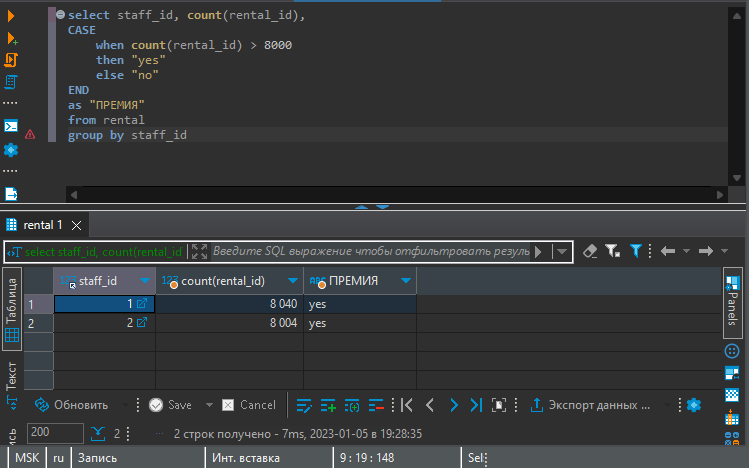 select staff_id, count(rental_id),
CASE
when count(rental_id) > 8000
then "yes"
else "no"
END
as "ПРЕМИЯ"
from rental
group by staff_id
rental 1
select staff_id, count(rental_id
Введите SQL выражение чтобы отфильтровать резуль
Таблица
Текст
ись
staff_id
count(rental_id)
ПРЕМИЯ
1 1 8 040 yes
2 2 8 004 yes
Panels
Обновить
Save
Cancel
Экспорт данных ...
200
2
2 строк получено - 7ms, 2023-01-05 в 19:28:35
MSK
ru
Запись
Инт. вставка
9 : 19 : 148
Sel